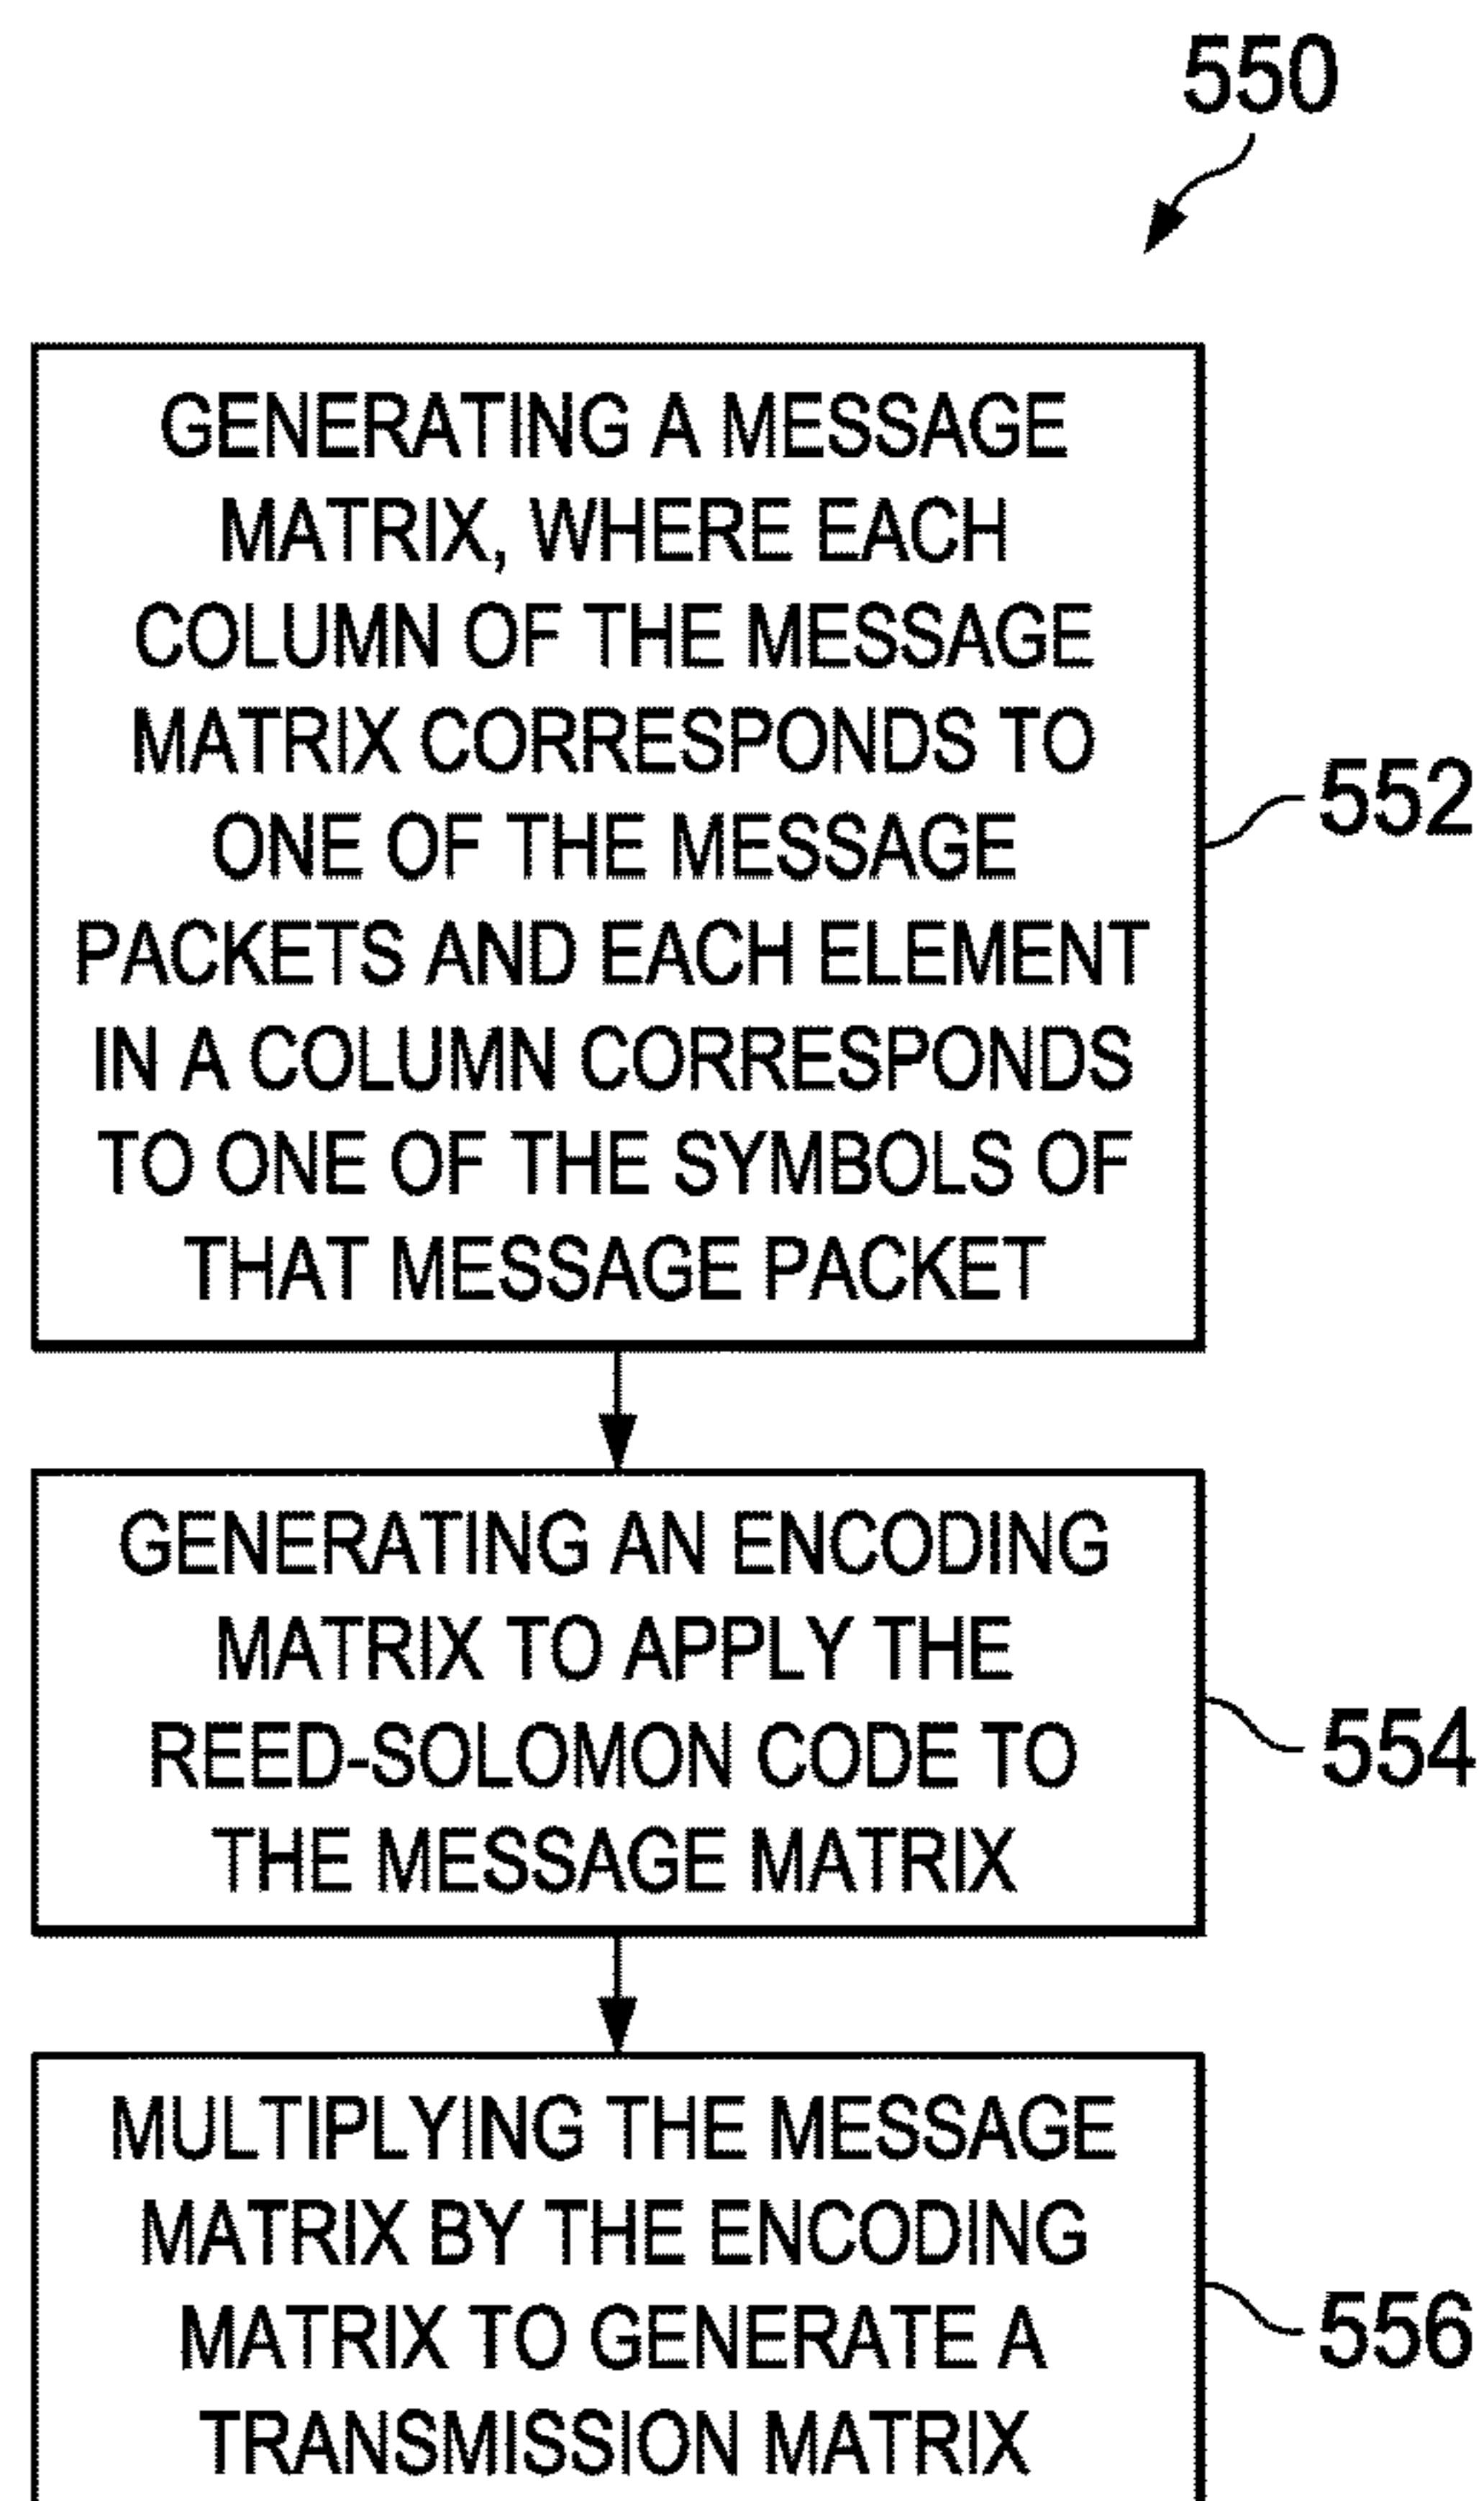 550
GENERATING A MESSAGE
MATRIX, WHERE EACH
COLUMN OF THE MESSAGE
MATRIX CORRESPONDS TO
ONE OF THE MESSAGE
PACKETS AND EACH ELEMENT
IN A COLUMN CORRESPONDS
TO ONE OF THE SYMBOLS OF
THAT MESSAGE PACKET
552
GENERATING AN ENCODING
MATRIX TO APPLY THE
REED-SOLOMON CODE TO
THE MESSAGE MATRIX
554
MULTIPLYING THE MESSAGE
MATRIX BY THE ENCODING
MATRIX TO GENERATE A
TRANSMISSION MATRIX
556